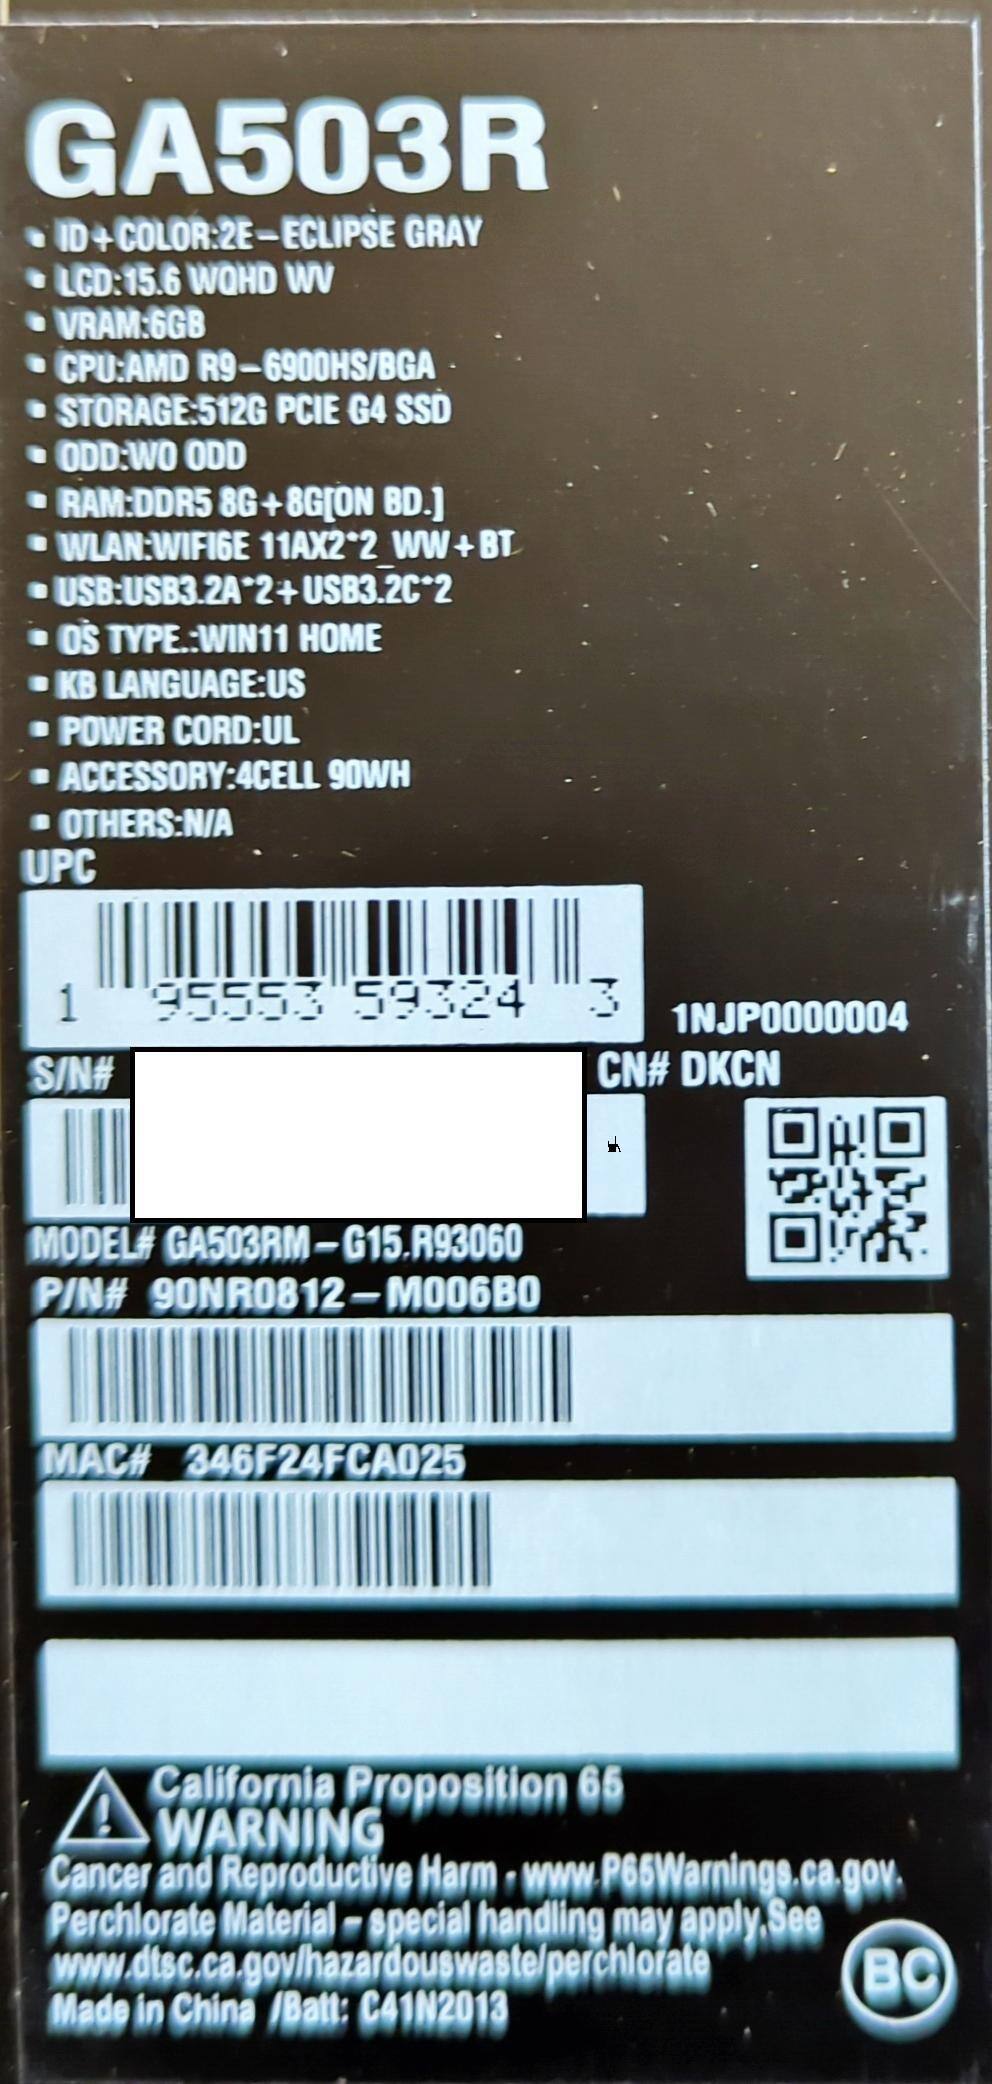 GA503R
▪ ID+COLOR:2E–ECLIPSE GRAY
▪ LCD:15.6 WQHD WV
▪ VRAM:6GB
▪ CPU:AMD R9–6900HS/BGA
▪ STORAGE:512G PCIE G4 SSD
▪ ODD:WO ODD
▪ RAM:DDR5 8G+8G[ON BD.]
▪ WLAN:WIFI6E 11AX2*2_WW+BT
▪ USB:USB3.2A*2+USB3.2C*2
▪ OS TYPE.:WIN11 HOME
▪ KB LANGUAGE:US
▪ POWER CORD:UL
▪ ACCESSORY:4CELL 90WH
▪ OTHERS:N/A
UPC
1 95553 59324 3
1NJP0000004
S/N# CN# DKCN
MODEL# GA503RM–G15.R93060
P/N# 90NR0812–M006B0
MAC# 346F24FCA025
California Proposition 65
WARNING
Cancer and Reproductive Harm - www.P65Warnings.ca.gov.
Perchlorate Material – special handling may apply,See
www.dtsc.ca.gov/hazardouswaste/perchlorate
Made in China /Batt: C41N2013
BC